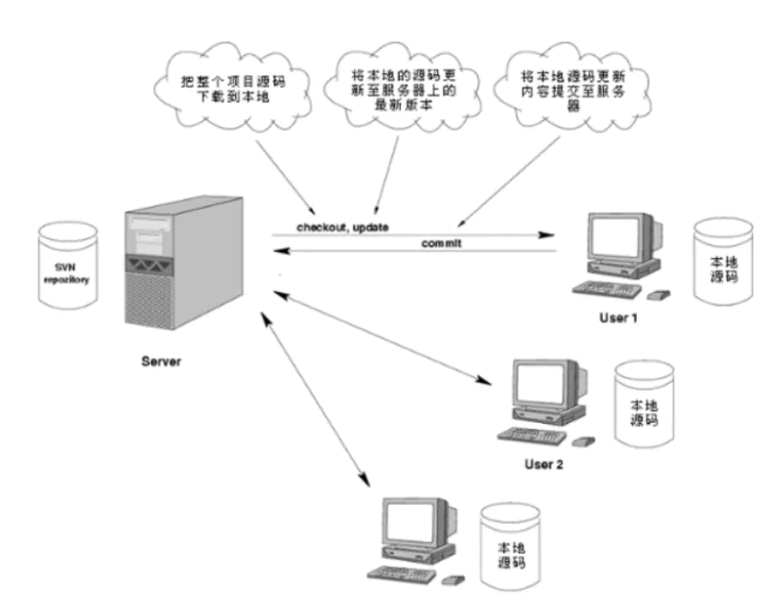 把整个项目源码
下载到本地
将本地的源码更
新至服务器上的
最新版本
将本地源码更新
内容提交至服务
器
checkout, update
commit
SVN
repozitory
Server
本地
源码
User 1
本地
源码
User 2
本地
源码